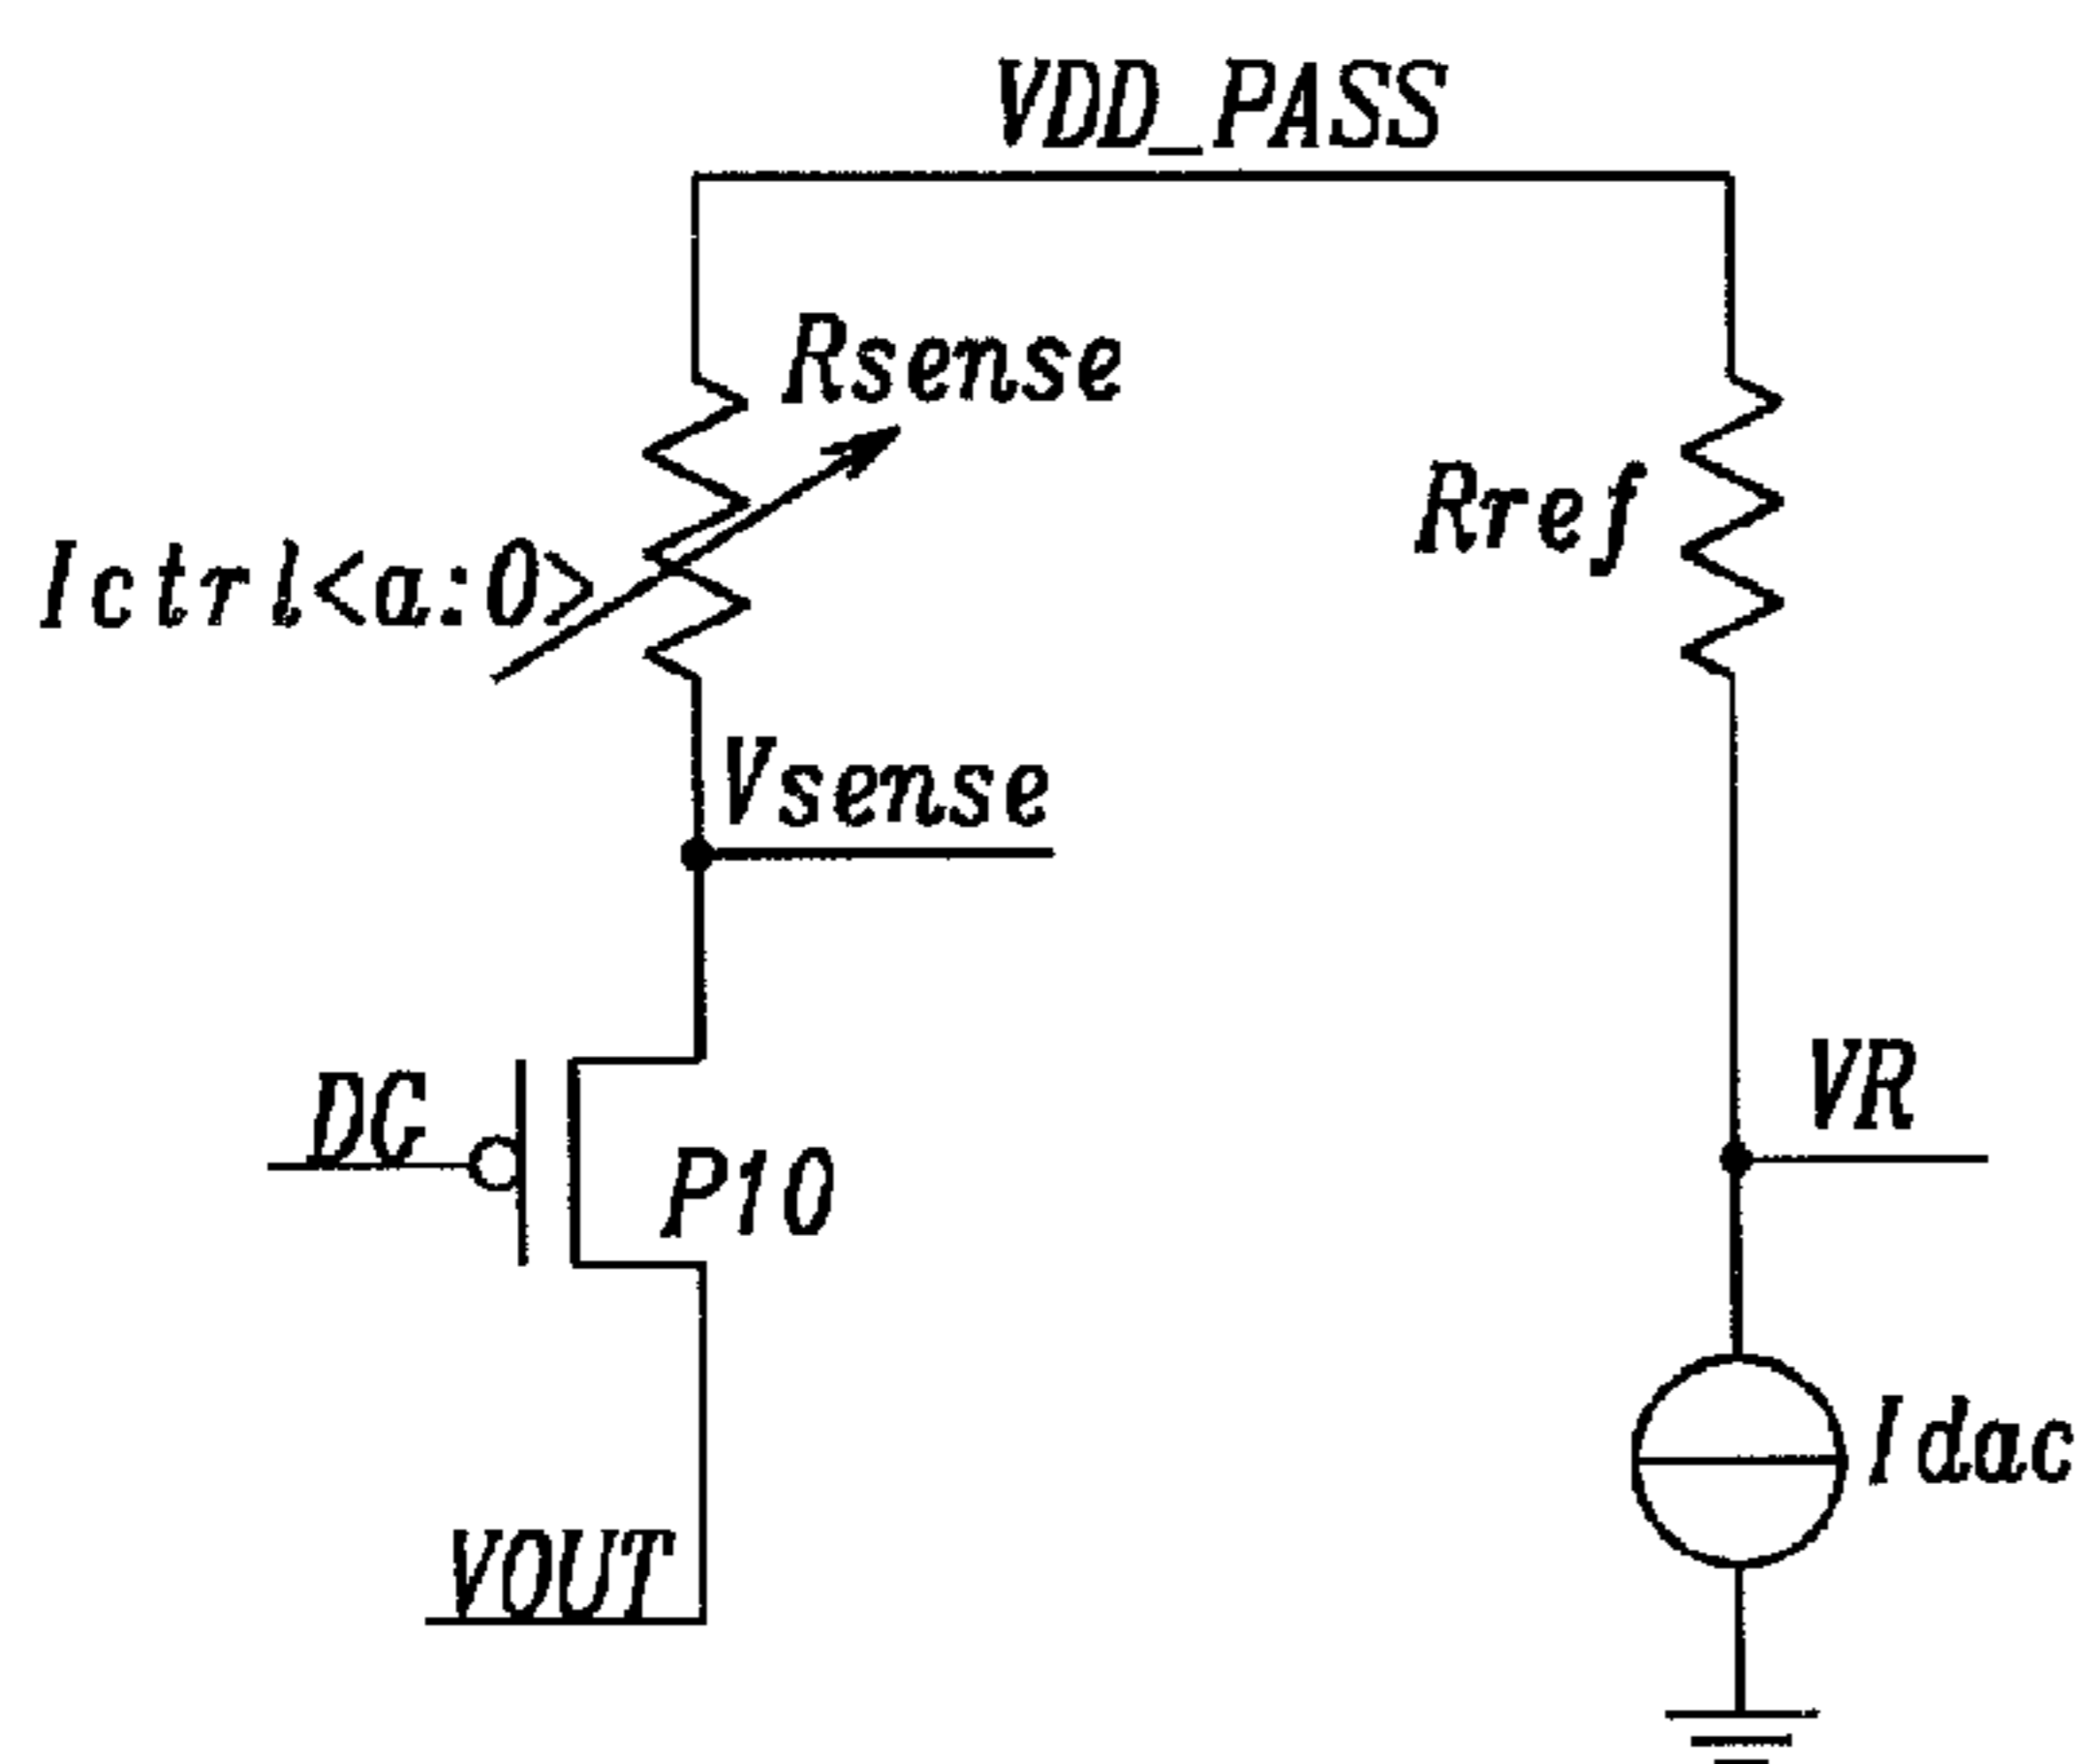 VDD_PASS
Rsense
Rref
Ictrl<a:0>
Vsense
VR
DG
P10
Idac
VOUT